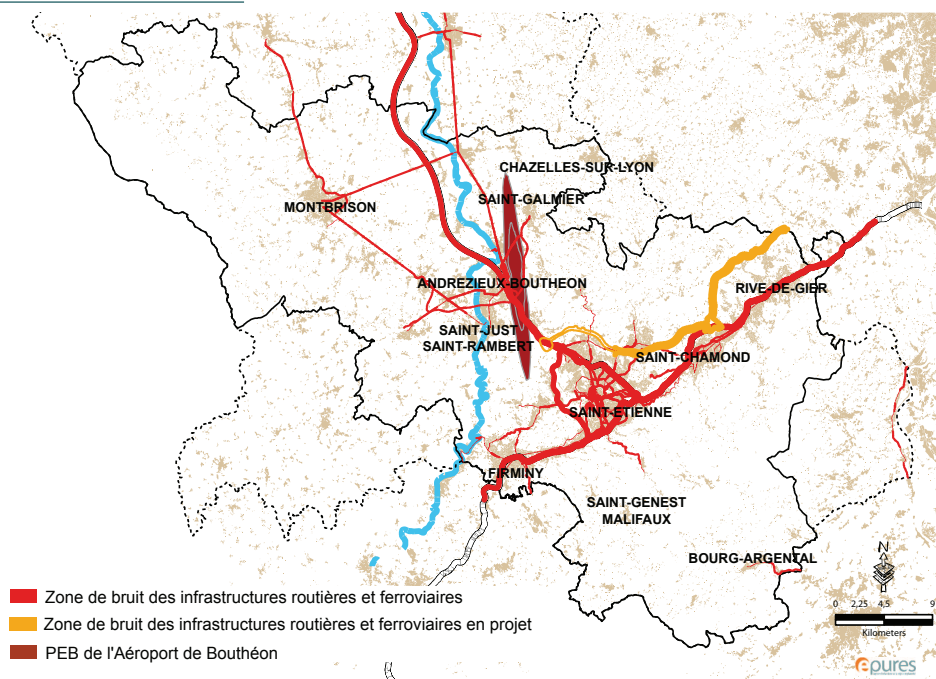 CHAZELLES-SUR-LYON
SAINT-GALMIER
MONTBRISON
ANDREZIEUX-BOUTHEON
RIVE-DE-GIER
SAINT-JUST
SAINT-RAMBERT
SAINT-CHAMOND
SAINT-ETIENNE
FIRMINY
SAINT-GENEST
MALIFAUX
BOURG-ARGENTAL
N
0 2,25 4,5 9
Kilometers
Zone de bruit des infrastructures routières et ferroviaires
Zone de bruit des infrastructures routières et ferroviaires en projet
PEB de l'Aéroport de Bouthéon
epures